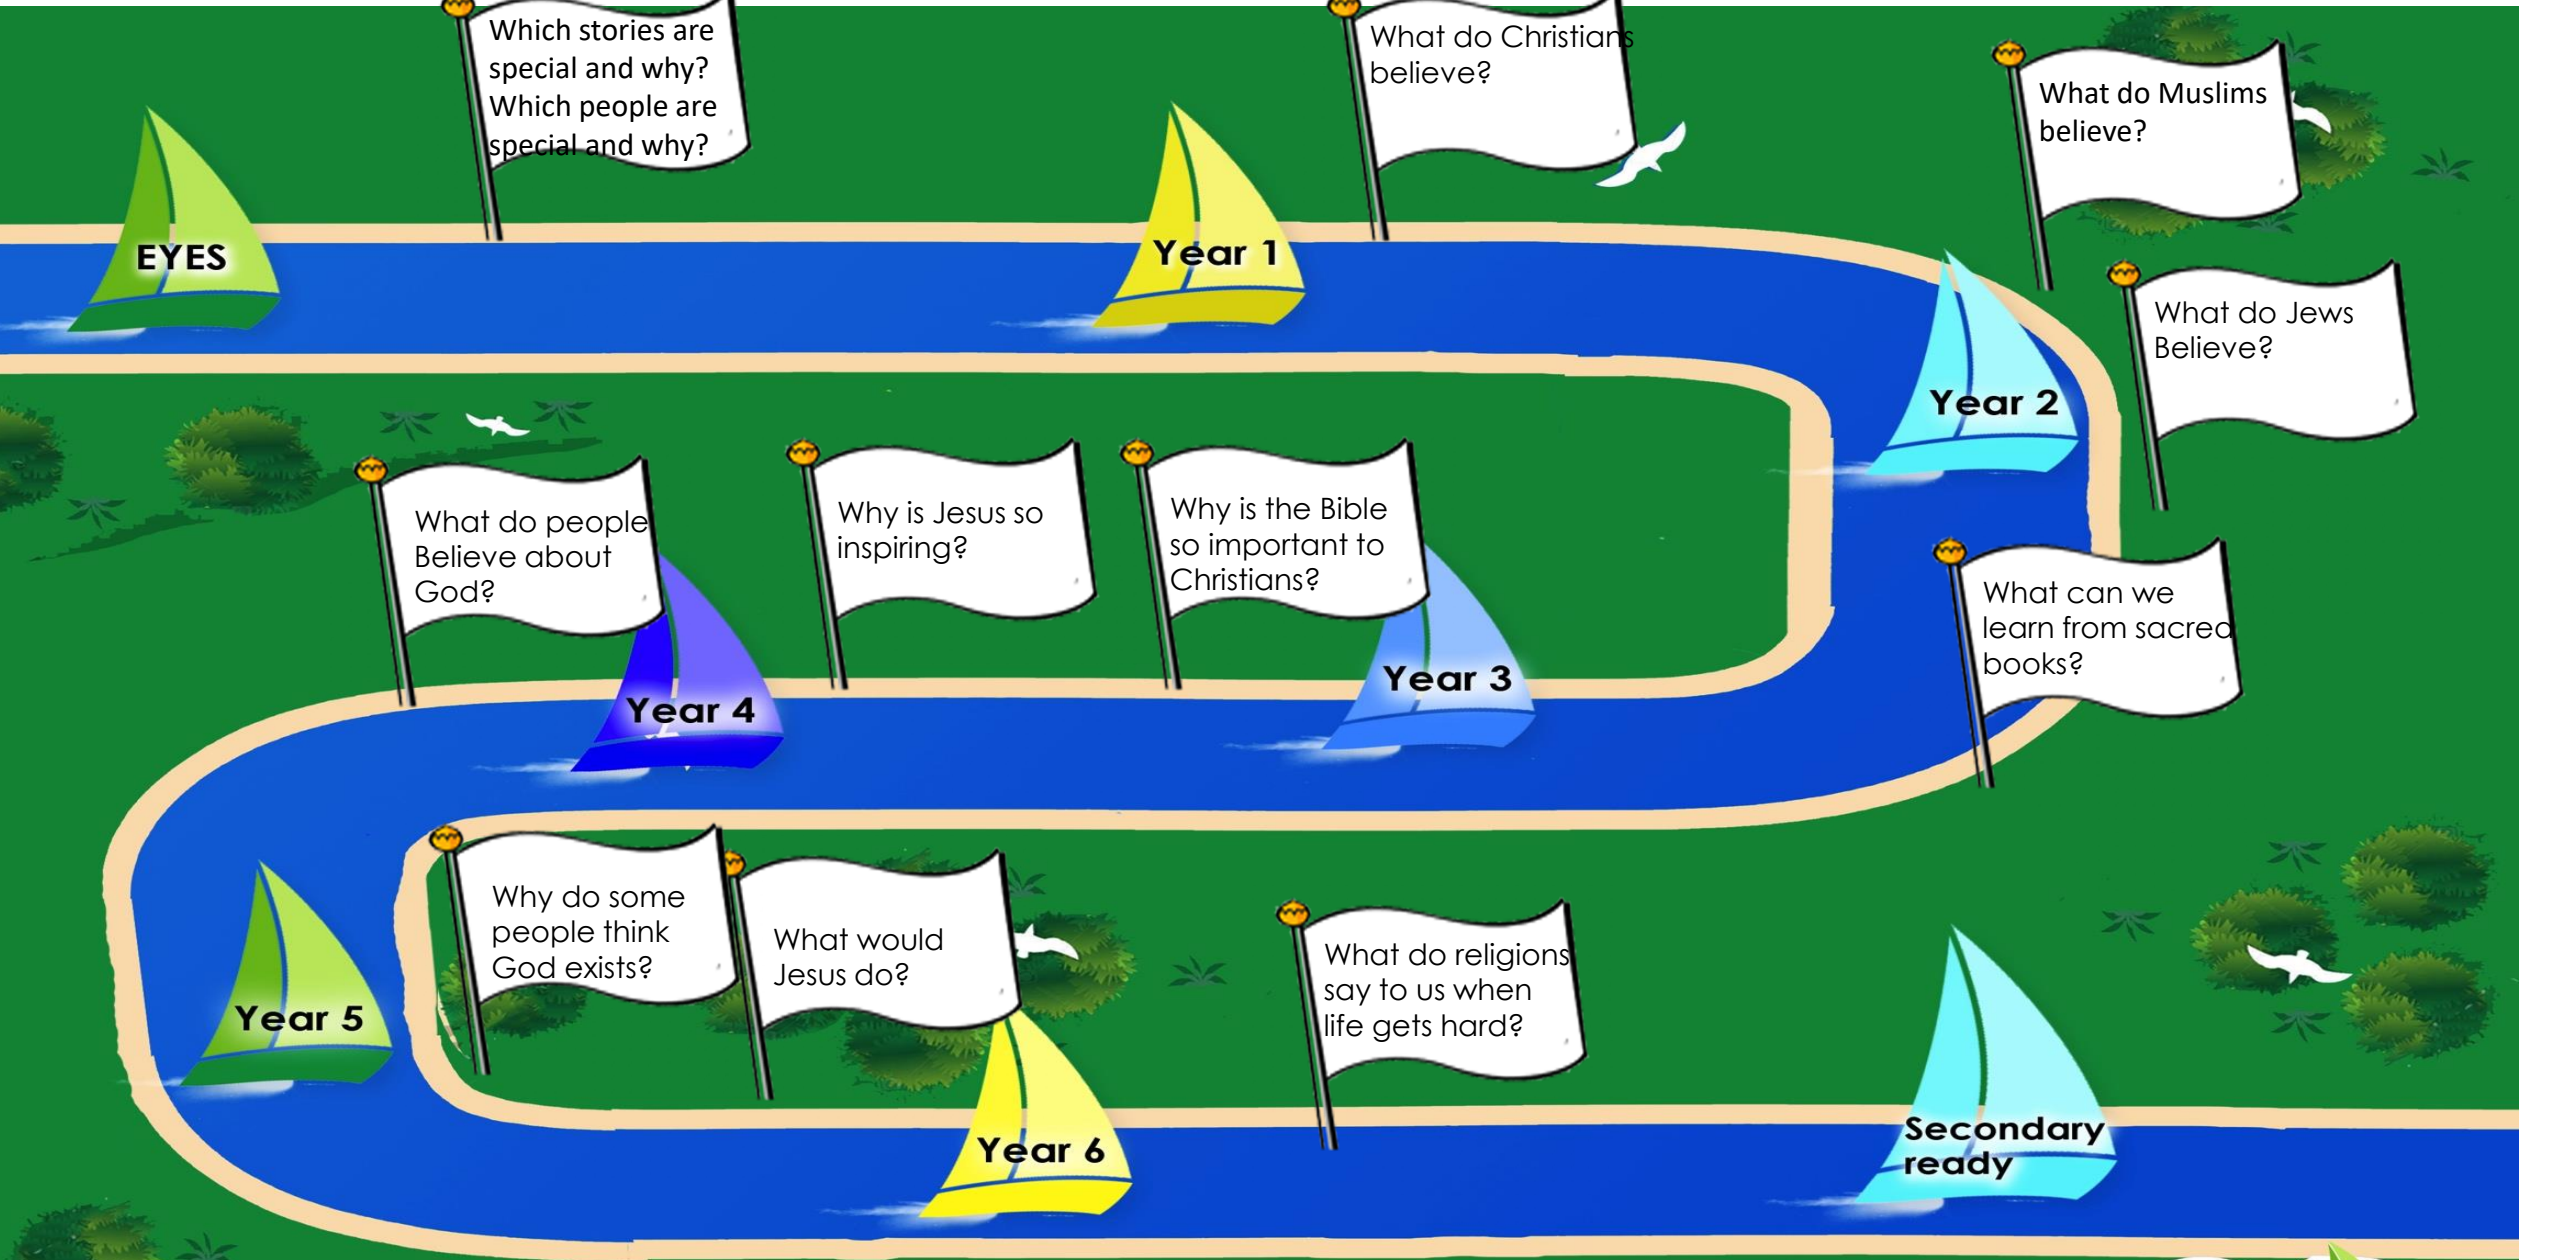 Which stories are
special and why?
Which people are
special and why?
What do Christians
believe?
What do Muslims
believe?
EYES
Year 1
What do Jews
Believe?
Year 2
What do people
Believe about
God?
Why is Jesus so
inspiring?
Why is the Bible
so important to
Christians?
What can we
learn from sacred
books?
Year 4
Year 3
Why do some
people think
God exists?
What would
Jesus do?
What do religions
say to us when
life gets hard?
Year 5
Year 6
Secondary
ready